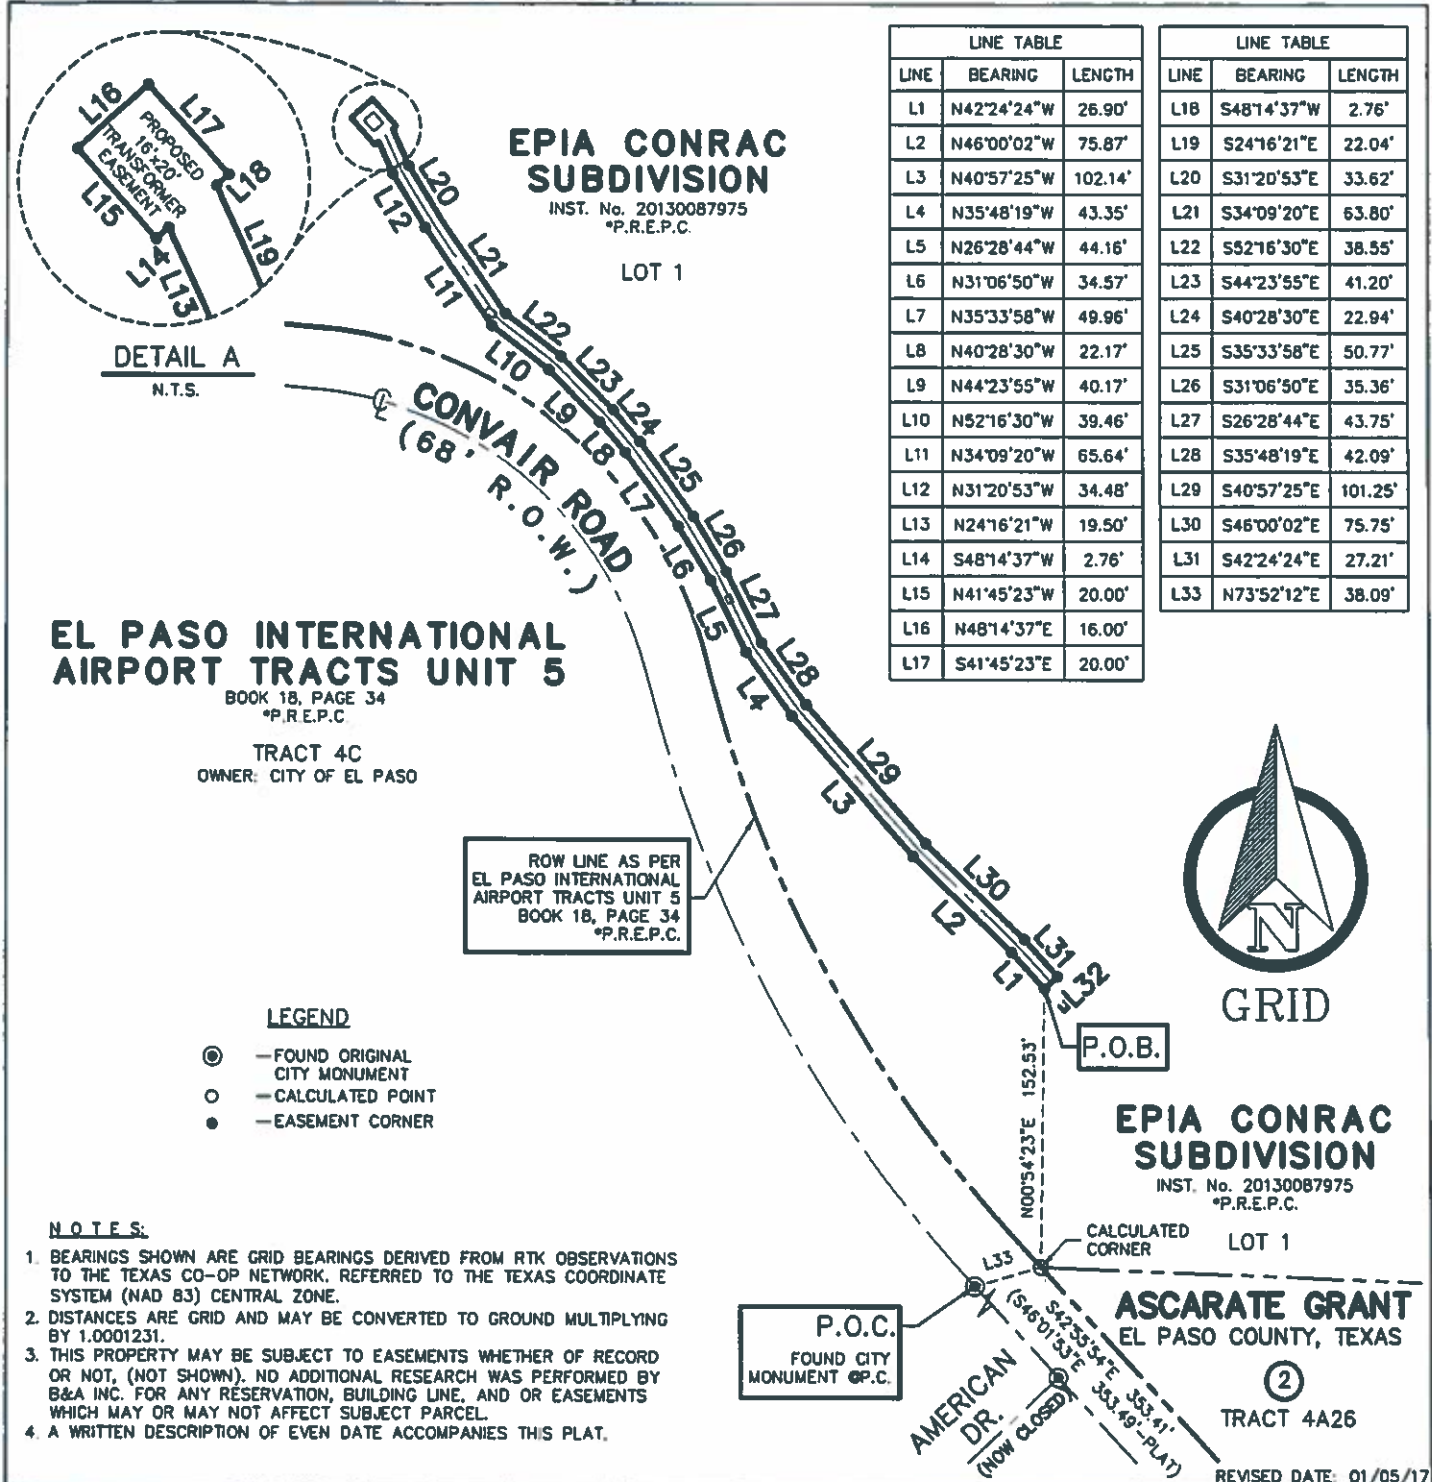 L16
L17
PROPOSED
16'x20'
TRANSFORMER
EASEMENT
L18
L15
L14
L13
L19
DETAIL A
N.T.S.
EPIA CONRAC
SUBDIVISION
INST. No. 20130087975
*P.R.E.P.C.
LOT 1
L20
L12
L21
L11
L22
L10
L23
L9
L24
L8
L25
L7
L26
L6
L27
L5
L28
L4
L29
L3
L30
L2
L31
L1
L32
CONVAIR ROAD
(68' R.O.W.)
LINE TABLE
LINE BEARING LENGTH
L1 N42°24'24"W 26.90'
L2 N46°00'02"W 75.87'
L3 N40°57'25"W 102.14'
L4 N35°48'19"W 43.35'
L5 N26°28'44"W 44.16'
L6 N31°06'50"W 34.57'
L7 N35°33'58"W 49.96'
L8 N40°28'30"W 22.17'
L9 N44°23'55"W 40.17'
L10 N52°16'30"W 39.46'
L11 N34°09'20"W 65.64'
L12 N31°20'53"W 34.48'
L13 N24°16'21"W 19.50'
L14 S48°14'37"W 2.76'
L15 N41°45'23"W 20.00'
L16 N48°14'37"E 16.00'
L17 S41°45'23"E 20.00'
LINE TABLE
LINE BEARING LENGTH
L18 S48°14'37"W 2.76'
L19 S24°16'21"E 22.04'
L20 S31°20'53"E 33.62'
L21 S34°09'20"E 63.80'
L22 S52°16'30"E 38.55'
L23 S44°23'55"E 41.20'
L24 S40°28'30"E 22.94'
L25 S35°33'58"E 50.77'
L26 S31°06'50"E 35.36'
L27 S26°28'44"E 43.75'
L28 S35°48'19"E 42.09'
L29 S40°57'25"E 101.25'
L30 S46°00'02"E 75.75'
L31 S42°24'24"E 27.21'
L33 N73°52'12"E 38.09'
EL PASO INTERNATIONAL
AIRPORT TRACTS UNIT 5
BOOK 18, PAGE 34
*P.R.E.P.C
TRACT 4C
OWNER: CITY OF EL PASO
ROW LINE AS PER
EL PASO INTERNATIONAL
AIRPORT TRACTS UNIT 5
BOOK 18, PAGE 34
*P.R.E.P.C.
N
GRID
P.O.B.
N00°54'23"E 152.53'
LEGEND
—FOUND ORIGINAL
CITY MONUMENT
—CALCULATED POINT
—EASEMENT CORNER
EPIA CONRAC
SUBDIVISION
INST. No. 20130087975
*P.R.E.P.C.
LOT 1
CALCULATED
CORNER
L33
ASCARATE GRANT
EL PASO COUNTY, TEXAS
2
TRACT 4A26
P.O.C.
FOUND CITY
MONUMENT @P.C.
S42°55'54"E 353.41'
(S46°01'53"E 353.49'-PLAT)
AMERICAN
DR.
(NOW CLOSED)
NOTES:
1. BEARINGS SHOWN ARE GRID BEARINGS DERIVED FROM RTK OBSERVATIONS
TO THE TEXAS CO-OP NETWORK, REFERRED TO THE TEXAS COORDINATE
SYSTEM (NAD 83) CENTRAL ZONE.
2. DISTANCES ARE GRID AND MAY BE CONVERTED TO GROUND MULTIPLYING
BY 1.0001231.
3. THIS PROPERTY MAY BE SUBJECT TO EASEMENTS WHETHER OF RECORD
OR NOT, (NOT SHOWN). NO ADDITIONAL RESEARCH WAS PERFORMED BY
B&A INC. FOR ANY RESERVATION, BUILDING LINE, AND OR EASEMENTS
WHICH MAY OR MAY NOT AFFECT SUBJECT PARCEL.
4. A WRITTEN DESCRIPTION OF EVEN DATE ACCOMPANIES THIS PLAT.
REVISED DATE: 01/05/17